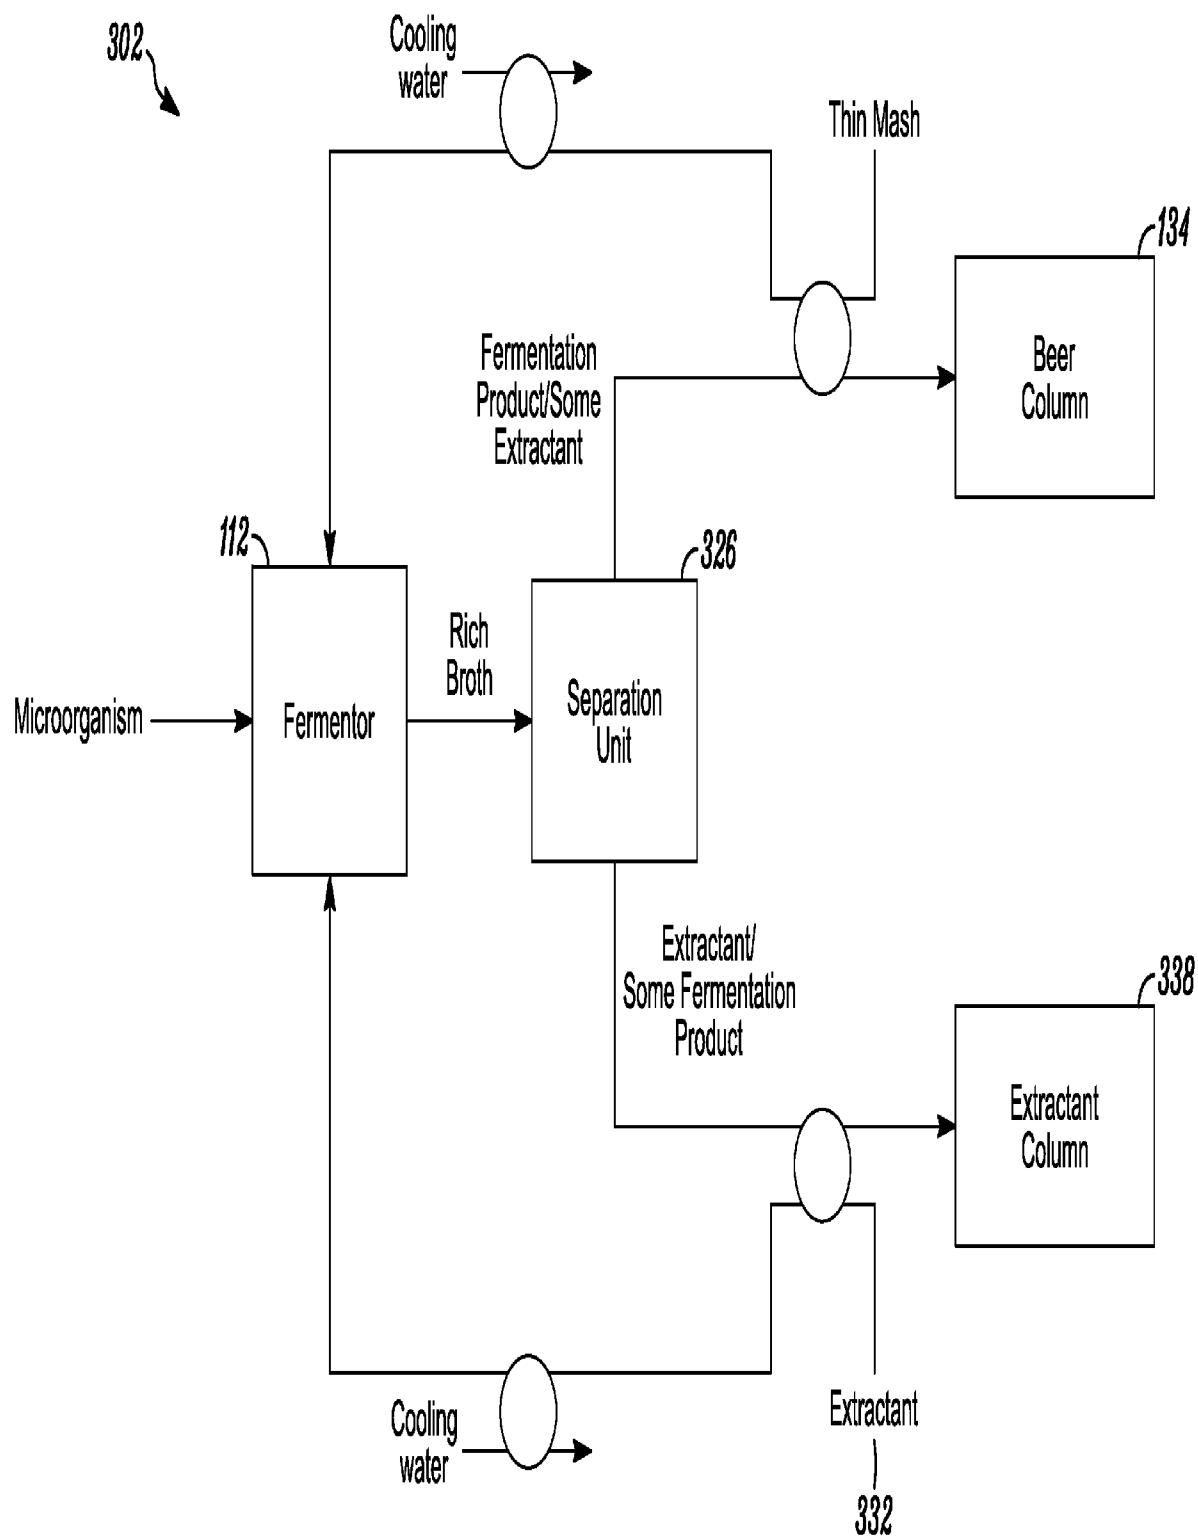 302
Cooling
water
Thin Mash
134
Beer
Column
Fermentation
Product/Some
Extractant
112
326
Rich
Broth
Microorganism
Fermentor
Separation
Unit
Extractant/
Some Fermentation
Product
338
Extractant
Column
Cooling
water
Extractant
332